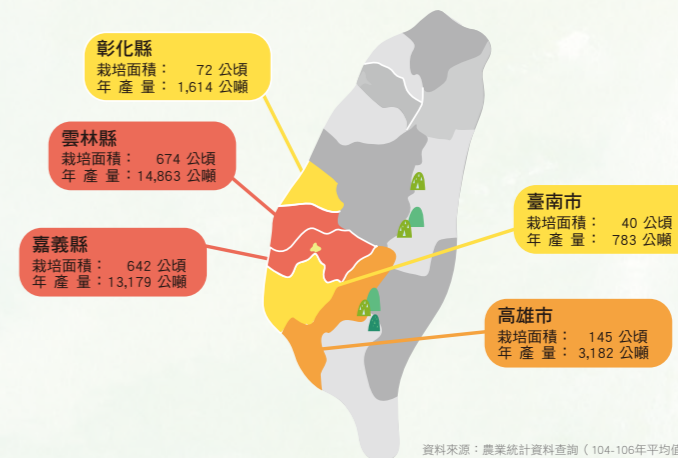 彰化縣
栽培面積： 72 公頃
年 產 量： 1,614 公噸
雲林縣
栽培面積： 674 公頃
年 產 量：14,863 公噸
嘉義縣
栽培面積： 642 公頃
年 產 量：13,179 公噸
臺南市
栽培面積： 40 公頃
年 產 量： 783 公噸
高雄市
栽培面積： 145 公頃
年 產 量： 3,182 公噸
資料來源：農業統計資料查詢（104-106年平均值